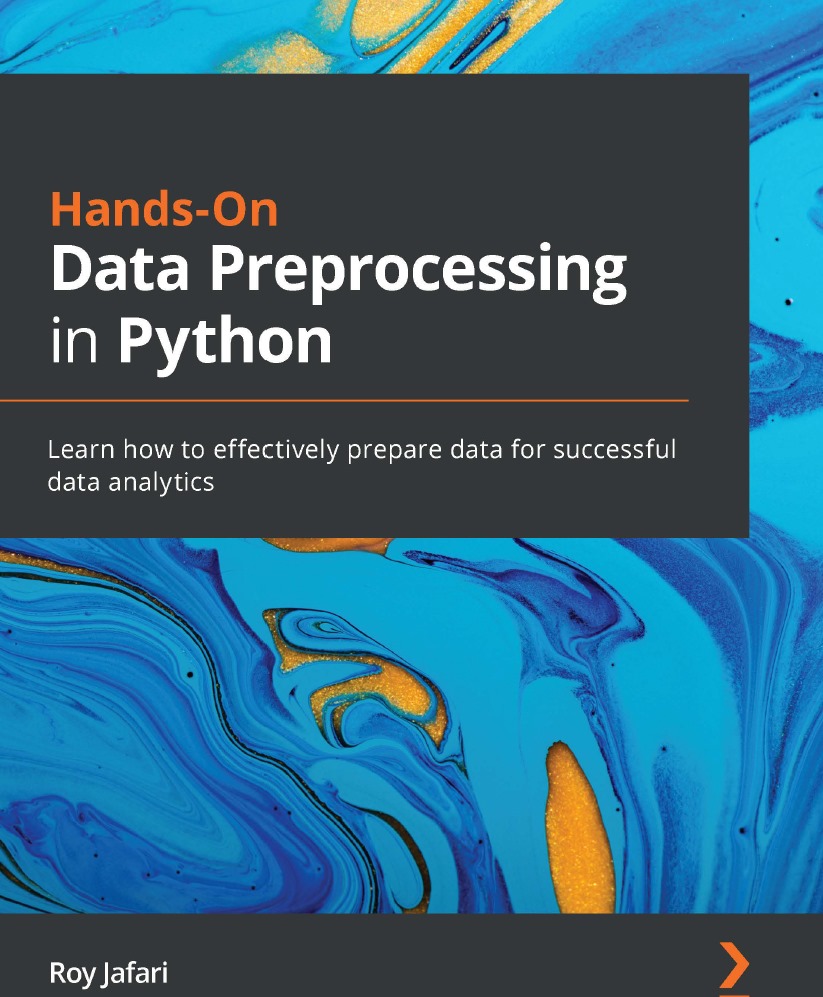 Hands-On
Data Preprocessing
in Python
Learn how to effectively prepare data for successful
data analytics
Roy Jafari